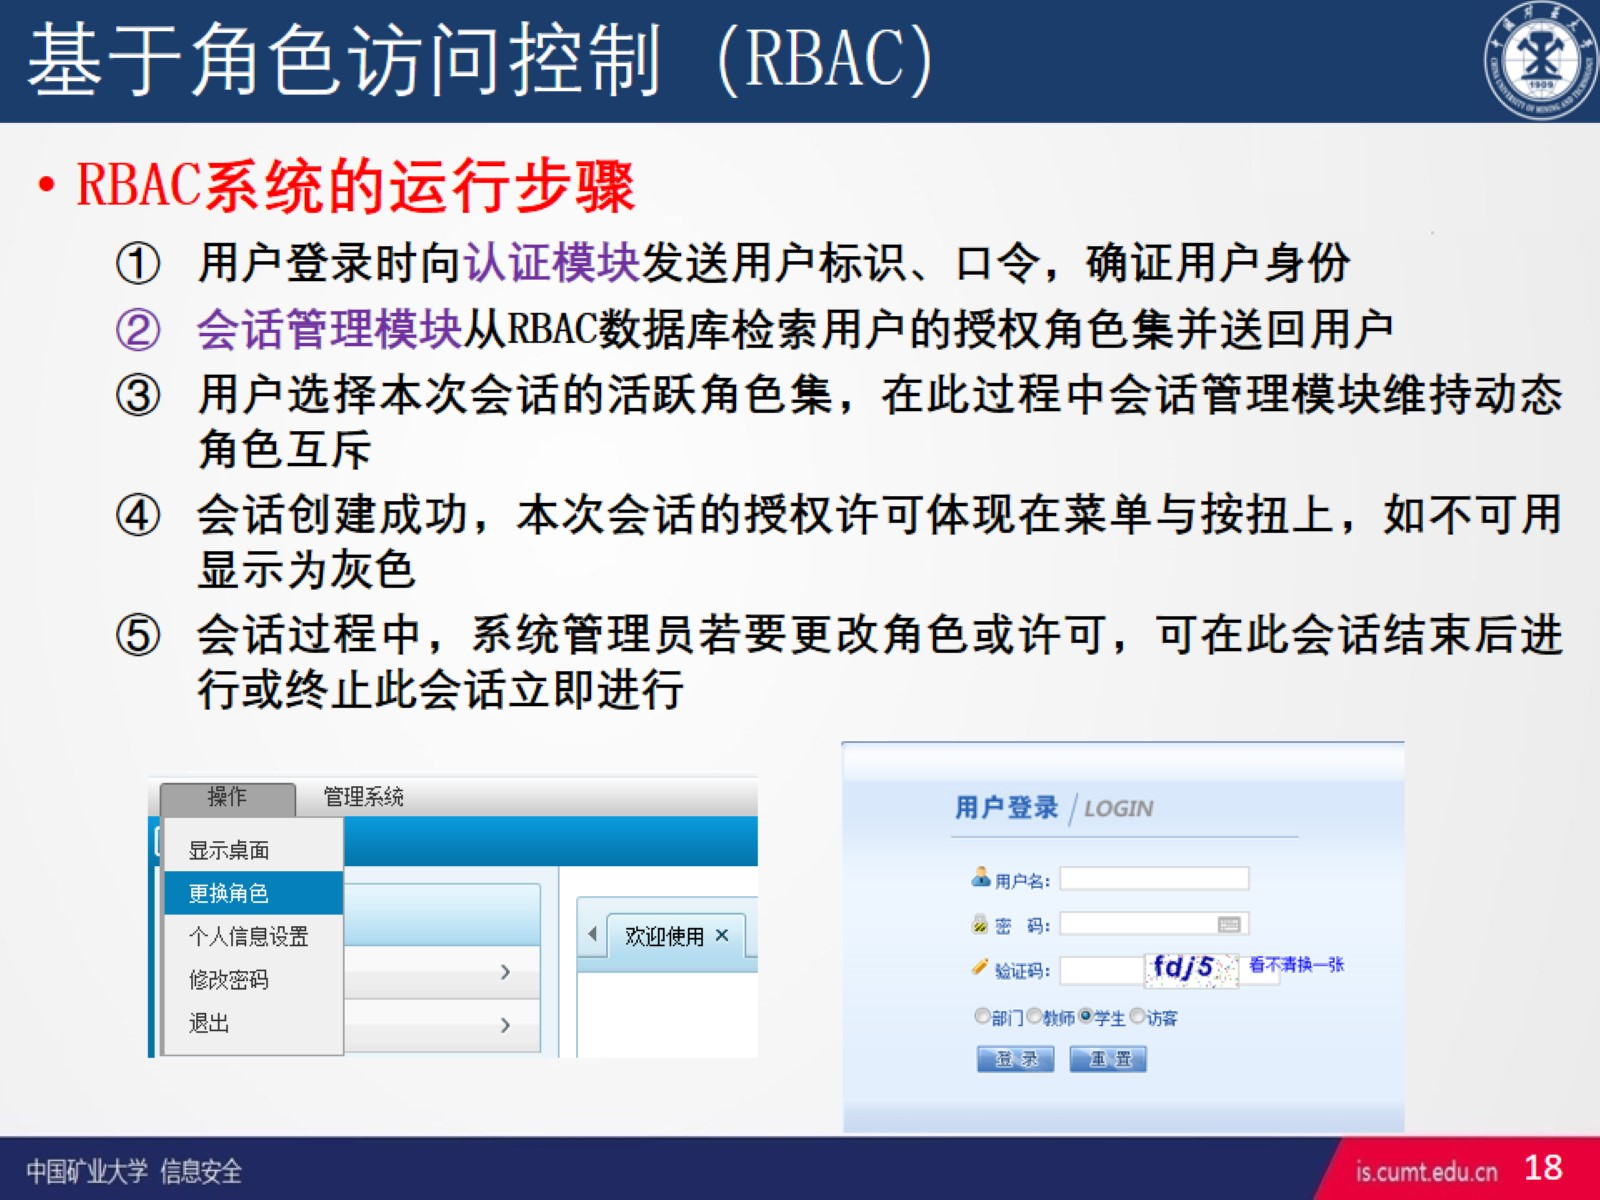 基于角色访问控制（RBAC）
• RBAC系统的运行步骤
① 用户登录时向认证模块发送用户标识、口令，确证用户身份
② 会话管理模块从RBAC数据库检索用户的授权角色集并送回用户
③ 用户选择本次会话的活跃角色集，在此过程中会话管理模块维持动态
角色互斥
④ 会话创建成功，本次会话的授权许可体现在菜单与按扭上，如不可用
显示为灰色
⑤ 会话过程中，系统管理员若要更改角色或许可，可在此会话结束后进
行或终止此会话立即进行
操作 管理系统
显示桌面
更换角色
个人信息设置
修改密码
退出
欢迎使用 ×
用户登录 / LOGIN
用户名：
密 码：
验证码： fdj5 看不清换一张
部门 教师 学生 访客
登 录 重 置
中国矿业大学 信息安全
is.cumt.edu.cn 18
1909